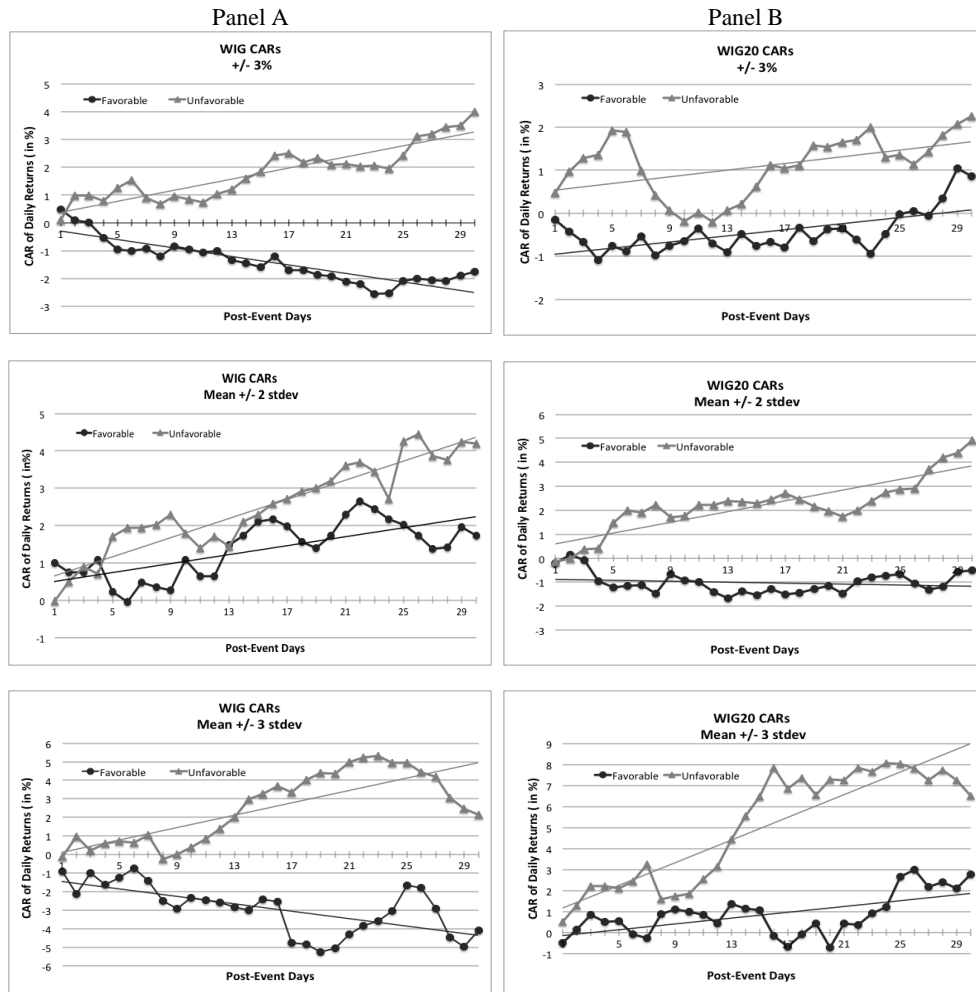 Panel A
Panel B
WIG CARs
+/- 3%
CAR of Daily Returns ( in %)
5
4
3
2
1
0
-1
-2
-3
Favorable Unfavorable
1 5 9 13 17 21 25 29
Post-Event Days
WIG20 CARs
+/- 3%
CAR of Daily Returns ( in %)
3
2
1
0
-1
-2
Favorable Unfavorable
1 5 9 13 17 21 25 29
Post-Event Days
WIG CARs
Mean +/- 2 stdev
CAR of Daily Returns ( in%)
5
4
3
2
1
0
-1
Favorable Unfavorable
1 5 9 13 17 21 25 29
Post-Event Days
WIG20 CARs
Mean +/- 2 stdev
CAR of Daily Returns ( in %)
6
5
4
3
2
1
0
-1
-2
-3
Favorable Unfavorable
1 5 9 13 17 21 25 29
Post-Event Days
WIG CARs
Mean +/- 3 stdev
CAR of Daily Returns ( in %)
6
5
4
3
2
1
0
-1
-2
-3
-4
-5
-6
Favorable Unfavorable
1 5 9 13 17 21 25 29
Post-Event Days
WIG20 CARs
Mean +/- 3 stdev
CAR of Daily Returns ( in %)
9
8
7
6
5
4
3
2
1
0
-1
Favorable Unfavorable
1 5 9 13 17 21 25 29
Post-Event Days